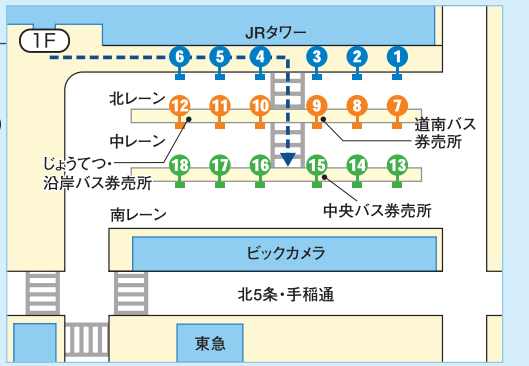 JRタワー
1F
6 5 4 3 2 1
北レーン
12 11 10 9 8 7
道南バス
券売所
中レーン
じょうてつ・
沿岸バス券売所
18 17 16 15 14 13
中央バス券売所
南レーン
ビックカメラ
北5条・手稲通
東急